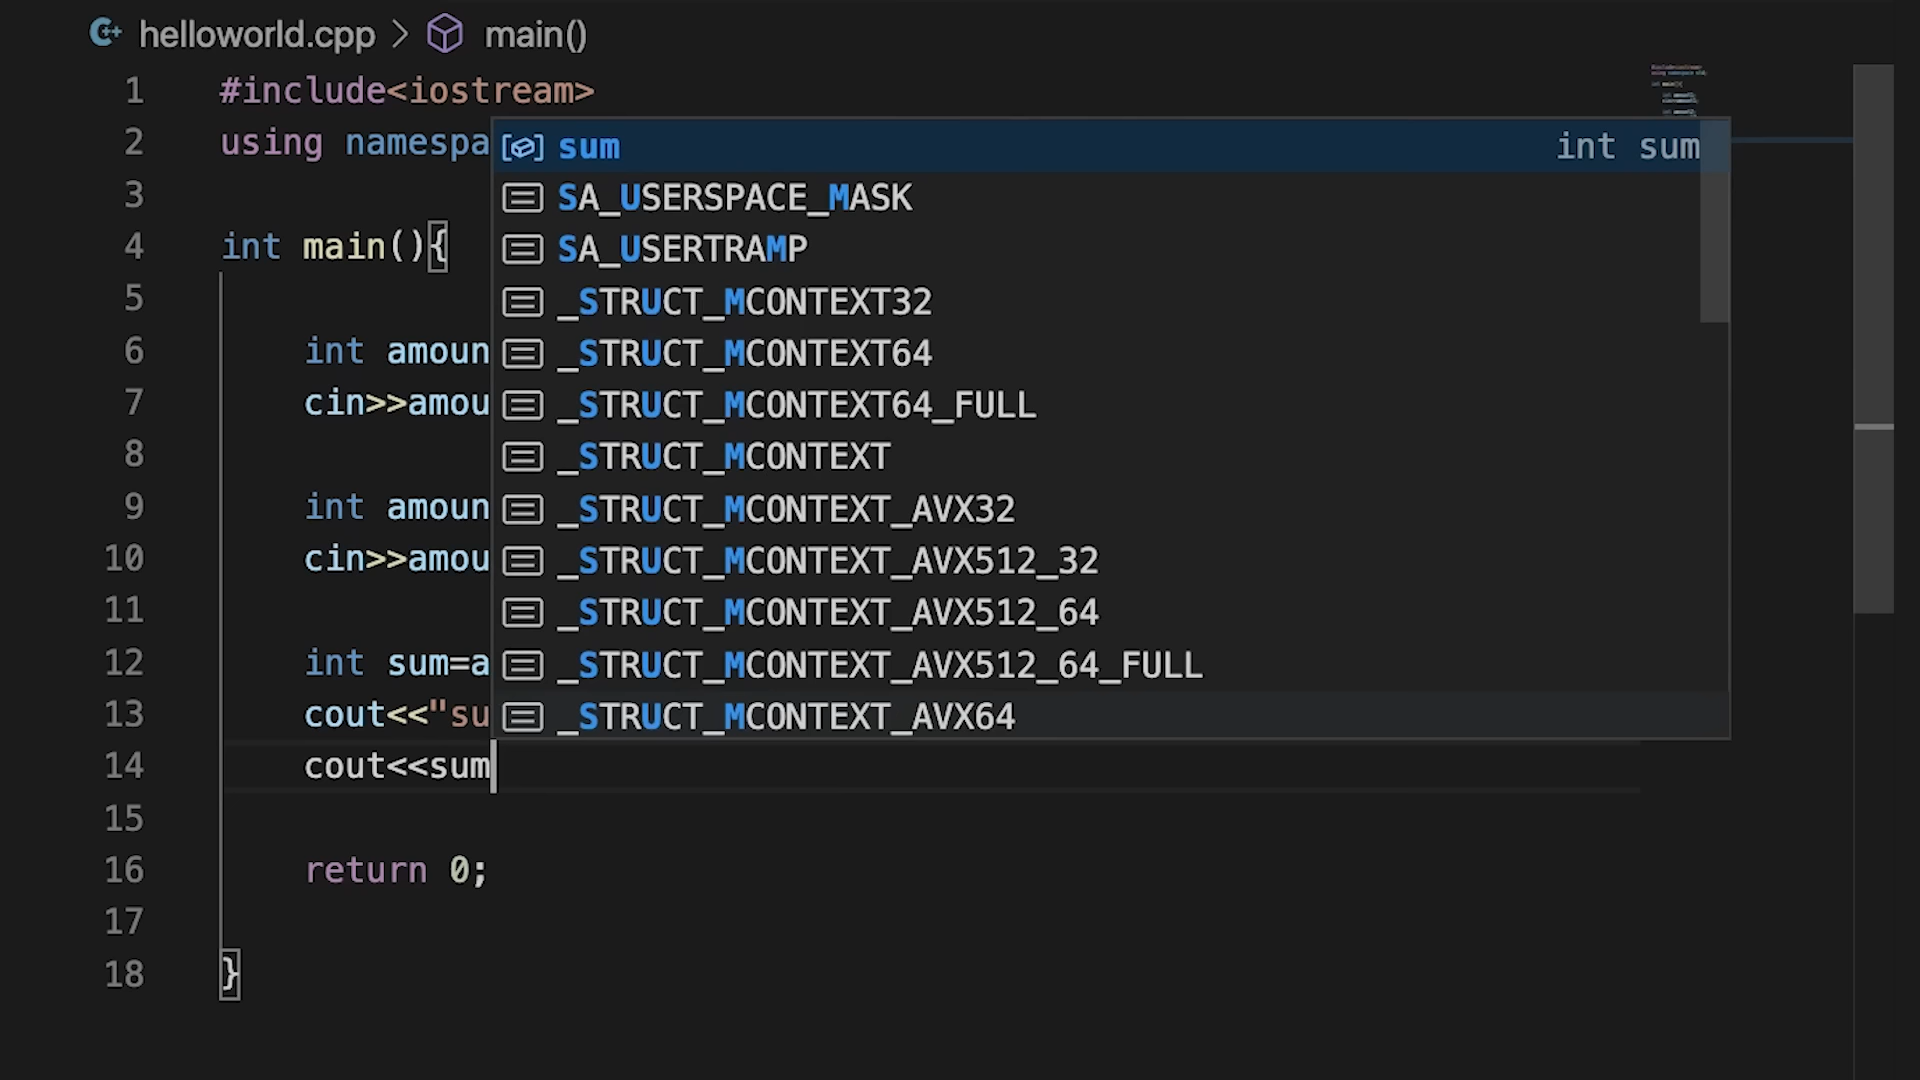 helloworld.cpp > main()
1 #include<iostream>
2 using namespa
3
4 int main(){
5
6 int amoun
7 cin>>amou
8
9 int amoun
10 cin>>amou
11
12 int sum=a
13 cout<<"su
14 cout<<sum
15
16 return 0;
17
18 }
sum int sum
SA_USERSPACE_MASK
SA_USERTRAMP
_STRUCT_MCONTEXT32
_STRUCT_MCONTEXT64
_STRUCT_MCONTEXT64_FULL
_STRUCT_MCONTEXT
_STRUCT_MCONTEXT_AVX32
_STRUCT_MCONTEXT_AVX512_32
_STRUCT_MCONTEXT_AVX512_64
_STRUCT_MCONTEXT_AVX512_64_FULL
_STRUCT_MCONTEXT_AVX64